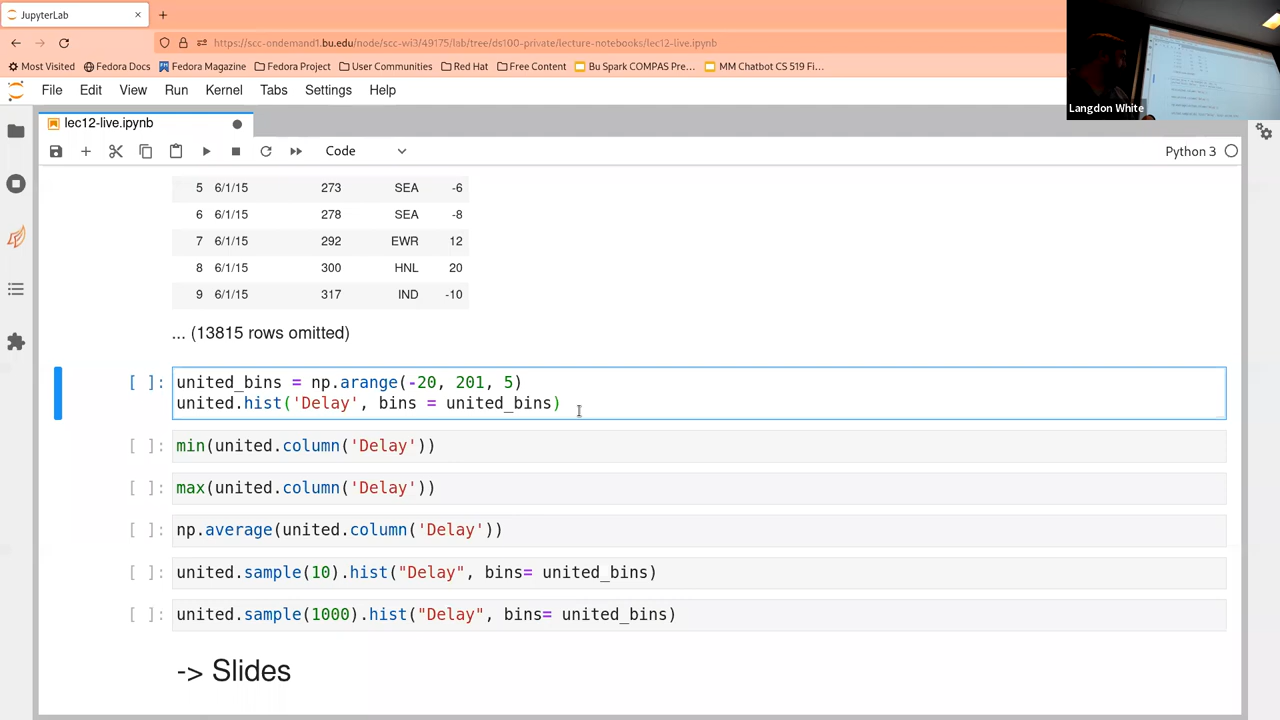 JupyterLab
https://scc-ondemand1.bu.edu/node/scc-wi3/49175/lab/tree/ds100-private/lecture-notebooks/lec12-live.ipynb
Most Visited Fedora Docs Fedora Magazine Fedora Project User Communities Red Hat Free Content Bu Spark COMPAS Pre… MM Chatbot CS 519 Fi…
Langdon White
File Edit View Run Kernel Tabs Settings Help
lec12-live.ipynb
Code
Python 3
5 6/1/15 273 SEA -6
6 6/1/15 278 SEA -8
7 6/1/15 292 EWR 12
8 6/1/15 300 HNL 20
9 6/1/15 317 IND -10
... (13815 rows omitted)
[ ]: united_bins = np.arange(-20, 201, 5)
united.hist('Delay', bins = united_bins)
[ ]: min(united.column('Delay'))
[ ]: max(united.column('Delay'))
[ ]: np.average(united.column('Delay'))
[ ]: united.sample(10).hist("Delay", bins= united_bins)
[ ]: united.sample(1000).hist("Delay", bins= united_bins)
-> Slides